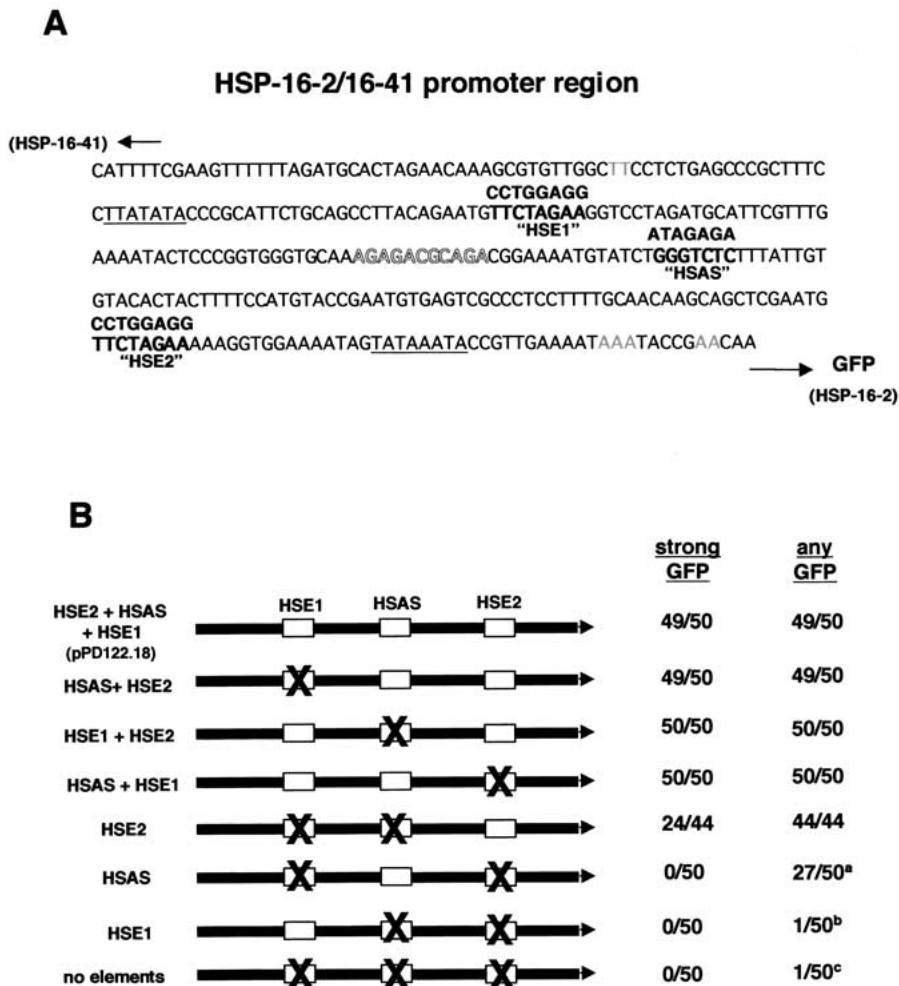 A
HSP-16-2/16-41 promoter region
(HSP-16-41)
CATTTTCGAAGTTTTTTAGATGCACTAGAACAAAGCGTGTTGGCTTCCTCTGAGCCCGCTTTC
CCTGGAGG
CTTATATACCCGCATTCTGCAGCCTTACAGAATGTTCTAGAAGGTCCTAGATGCATTCGTTTG
"HSE1"
ATAGAGA
AAAATACTCCCGGTGGGTGCAAAGAGACGCAGACGGAAAATGTATCTGGGTCTCTTTATTGT
"HSAS"
GTACACTACTTTTCCATGTACCGAATGTGAGTCGCCCTCCTTTTGCAACAAGCAGCTCGAATG
CCTGGAGG
TTCTAGAAAAAGGTGGAAAATAGTATAAATACCGTTGAAAATAAATACCGAACAA
"HSE2"
GFP
(HSP-16-2)
B
strong GFP
any GFP
HSE1 HSAS HSE2
HSE2 + HSAS + HSE1 (pPD122.18) 49/50 49/50
HSAS+ HSE2 49/50 49/50
HSE1 + HSE2 50/50 50/50
HSAS + HSE1 50/50 50/50
HSE2 24/44 44/44
HSAS 0/50 27/50ᵃ
HSE1 0/50 1/50ᵇ
no elements 0/50 1/50ᶜ